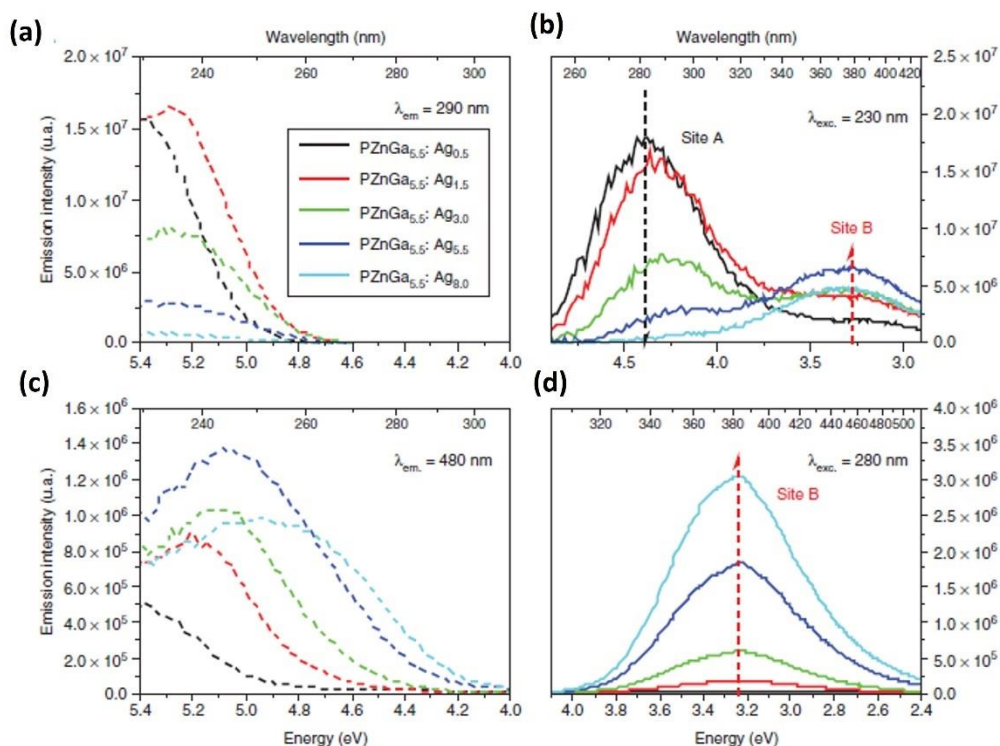 (a)
Wavelength (nm)
240 260 280 300
2.0 × 10⁷
1.5 × 10⁷
1.0 × 10⁷
5.0 × 10⁶
0.0
Emission intensity (u.a.)
λem = 290 nm
PZnGa5.5: Ag0.5
PZnGa5.5: Ag1.5
PZnGa5.5: Ag3.0
PZnGa5.5: Ag5.5
PZnGa5.5: Ag8.0
5.4 5.2 5.0 4.8 4.6 4.4 4.2 4.0
(b)
Wavelength (nm)
260 280 300 320 340 360 380 400 420
λexc. = 230 nm
Site A
Site B
2.5 × 10⁷
2.0 × 10⁷
1.5 × 10⁷
1.0 × 10⁷
5.0 × 10⁶
0.0
4.5 4.0 3.5 3.0
(c)
240 260 280 300
1.6 × 10⁶
1.4 × 10⁶
1.2 × 10⁶
1.0 × 10⁶
8.0 × 10⁵
6.0 × 10⁵
4.0 × 10⁵
2.0 × 10⁵
0.0
Emission intensity (u.a.)
λem. = 480 nm
5.4 5.2 5.0 4.8 4.6 4.4 4.2 4.0
Energy (eV)
(d)
320 340 360 380 400 420 440 460 480 500
λexc. = 280 nm
Site B
4.0 × 10⁶
3.5 × 10⁶
3.0 × 10⁶
2.5 × 10⁶
2.0 × 10⁶
1.5 × 10⁶
1.0 × 10⁶
5.0 × 10⁵
0.0
4.0 3.8 3.6 3.4 3.2 3.0 2.8 2.6 2.4
Energy (eV)